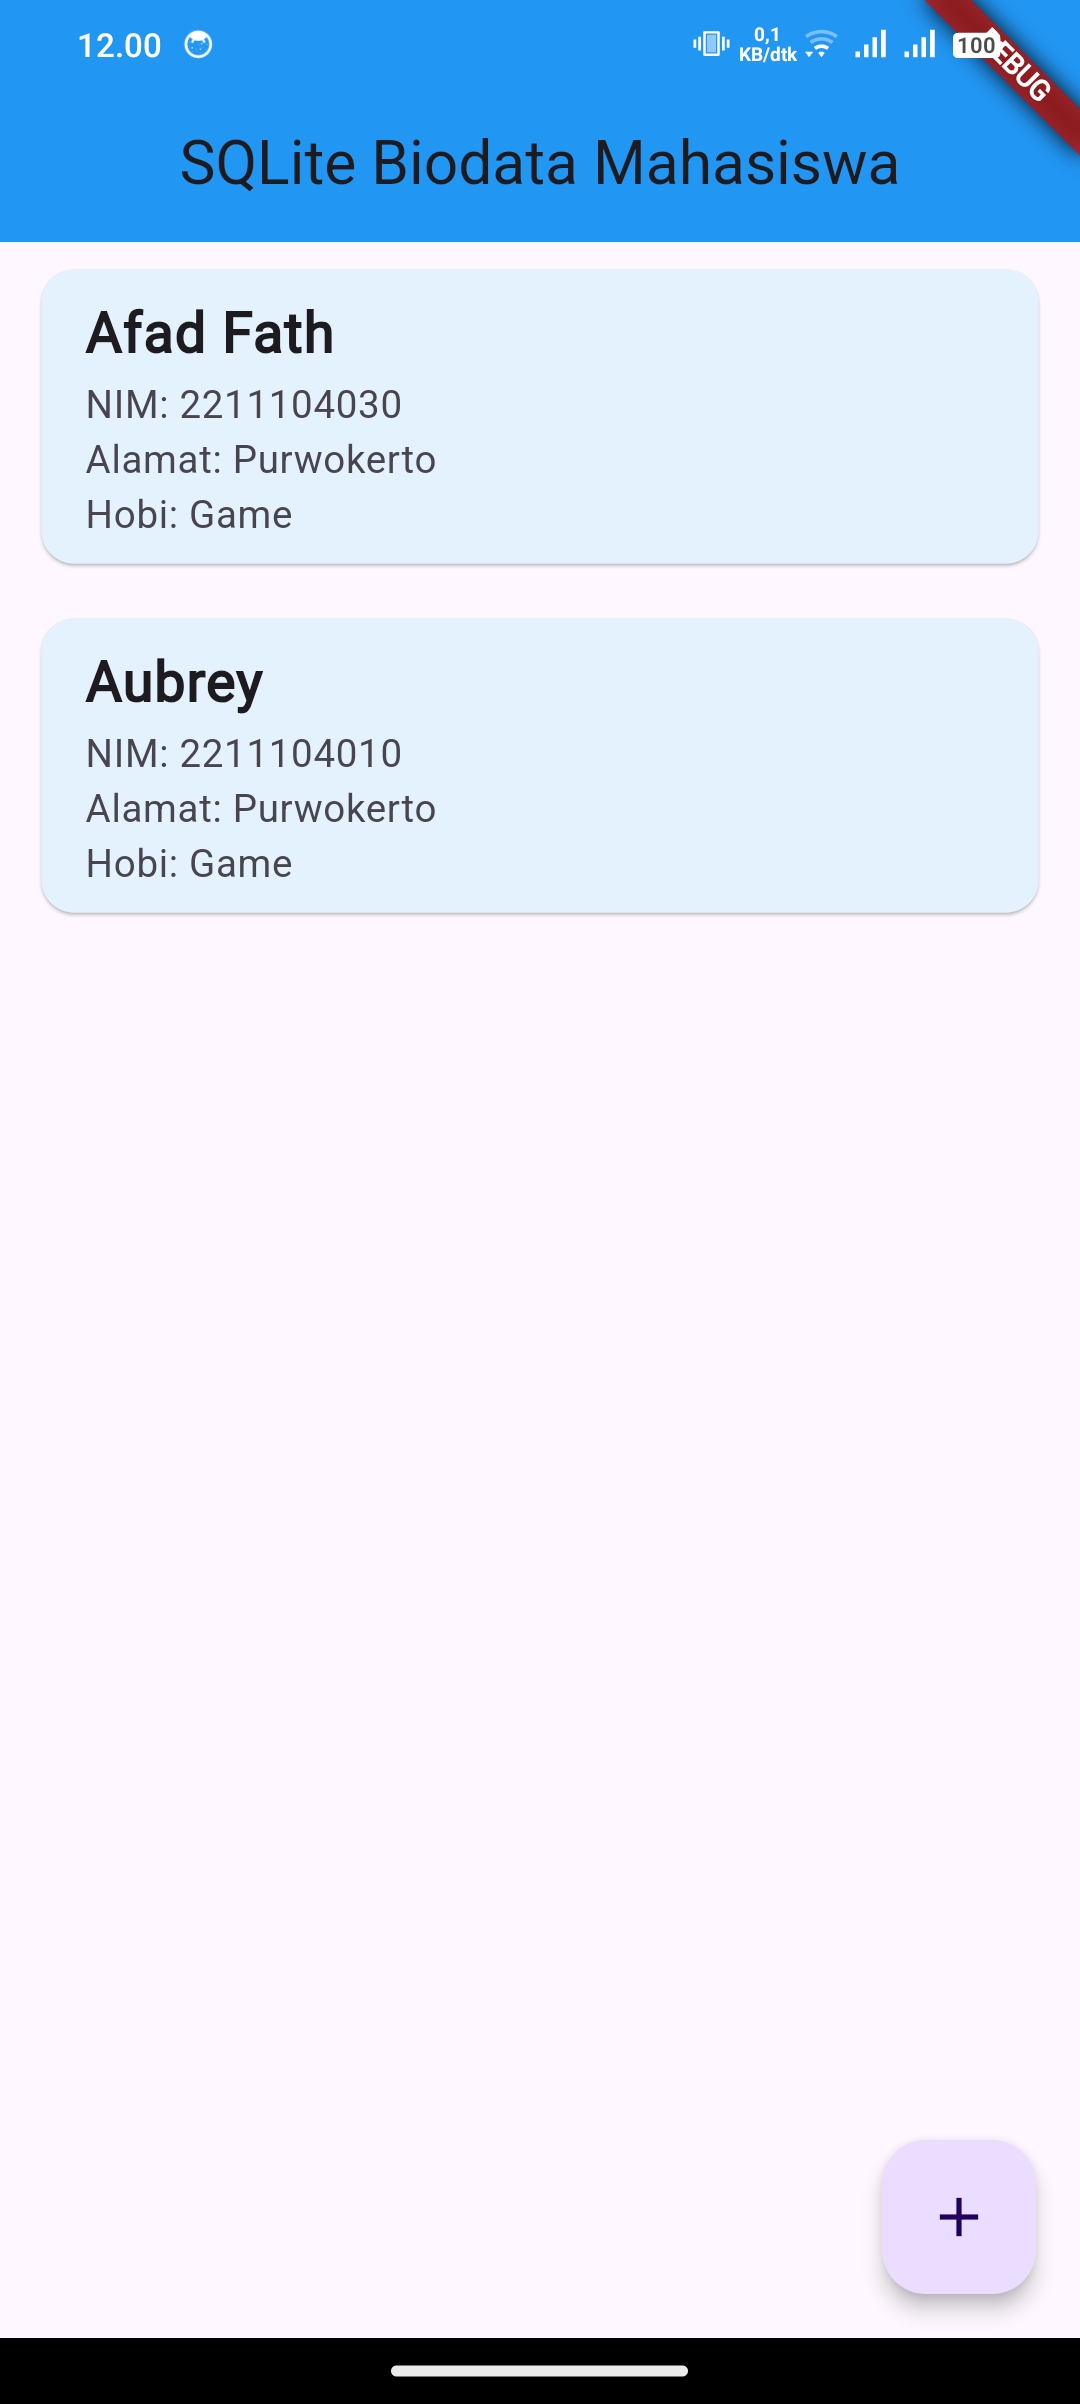 12.00
0,1
KB/dtk
100
EBUG
SQLite Biodata Mahasiswa
Afad Fath
NIM: 2211104030
Alamat: Purwokerto
Hobi: Game
Aubrey
NIM: 2211104010
Alamat: Purwokerto
Hobi: Game